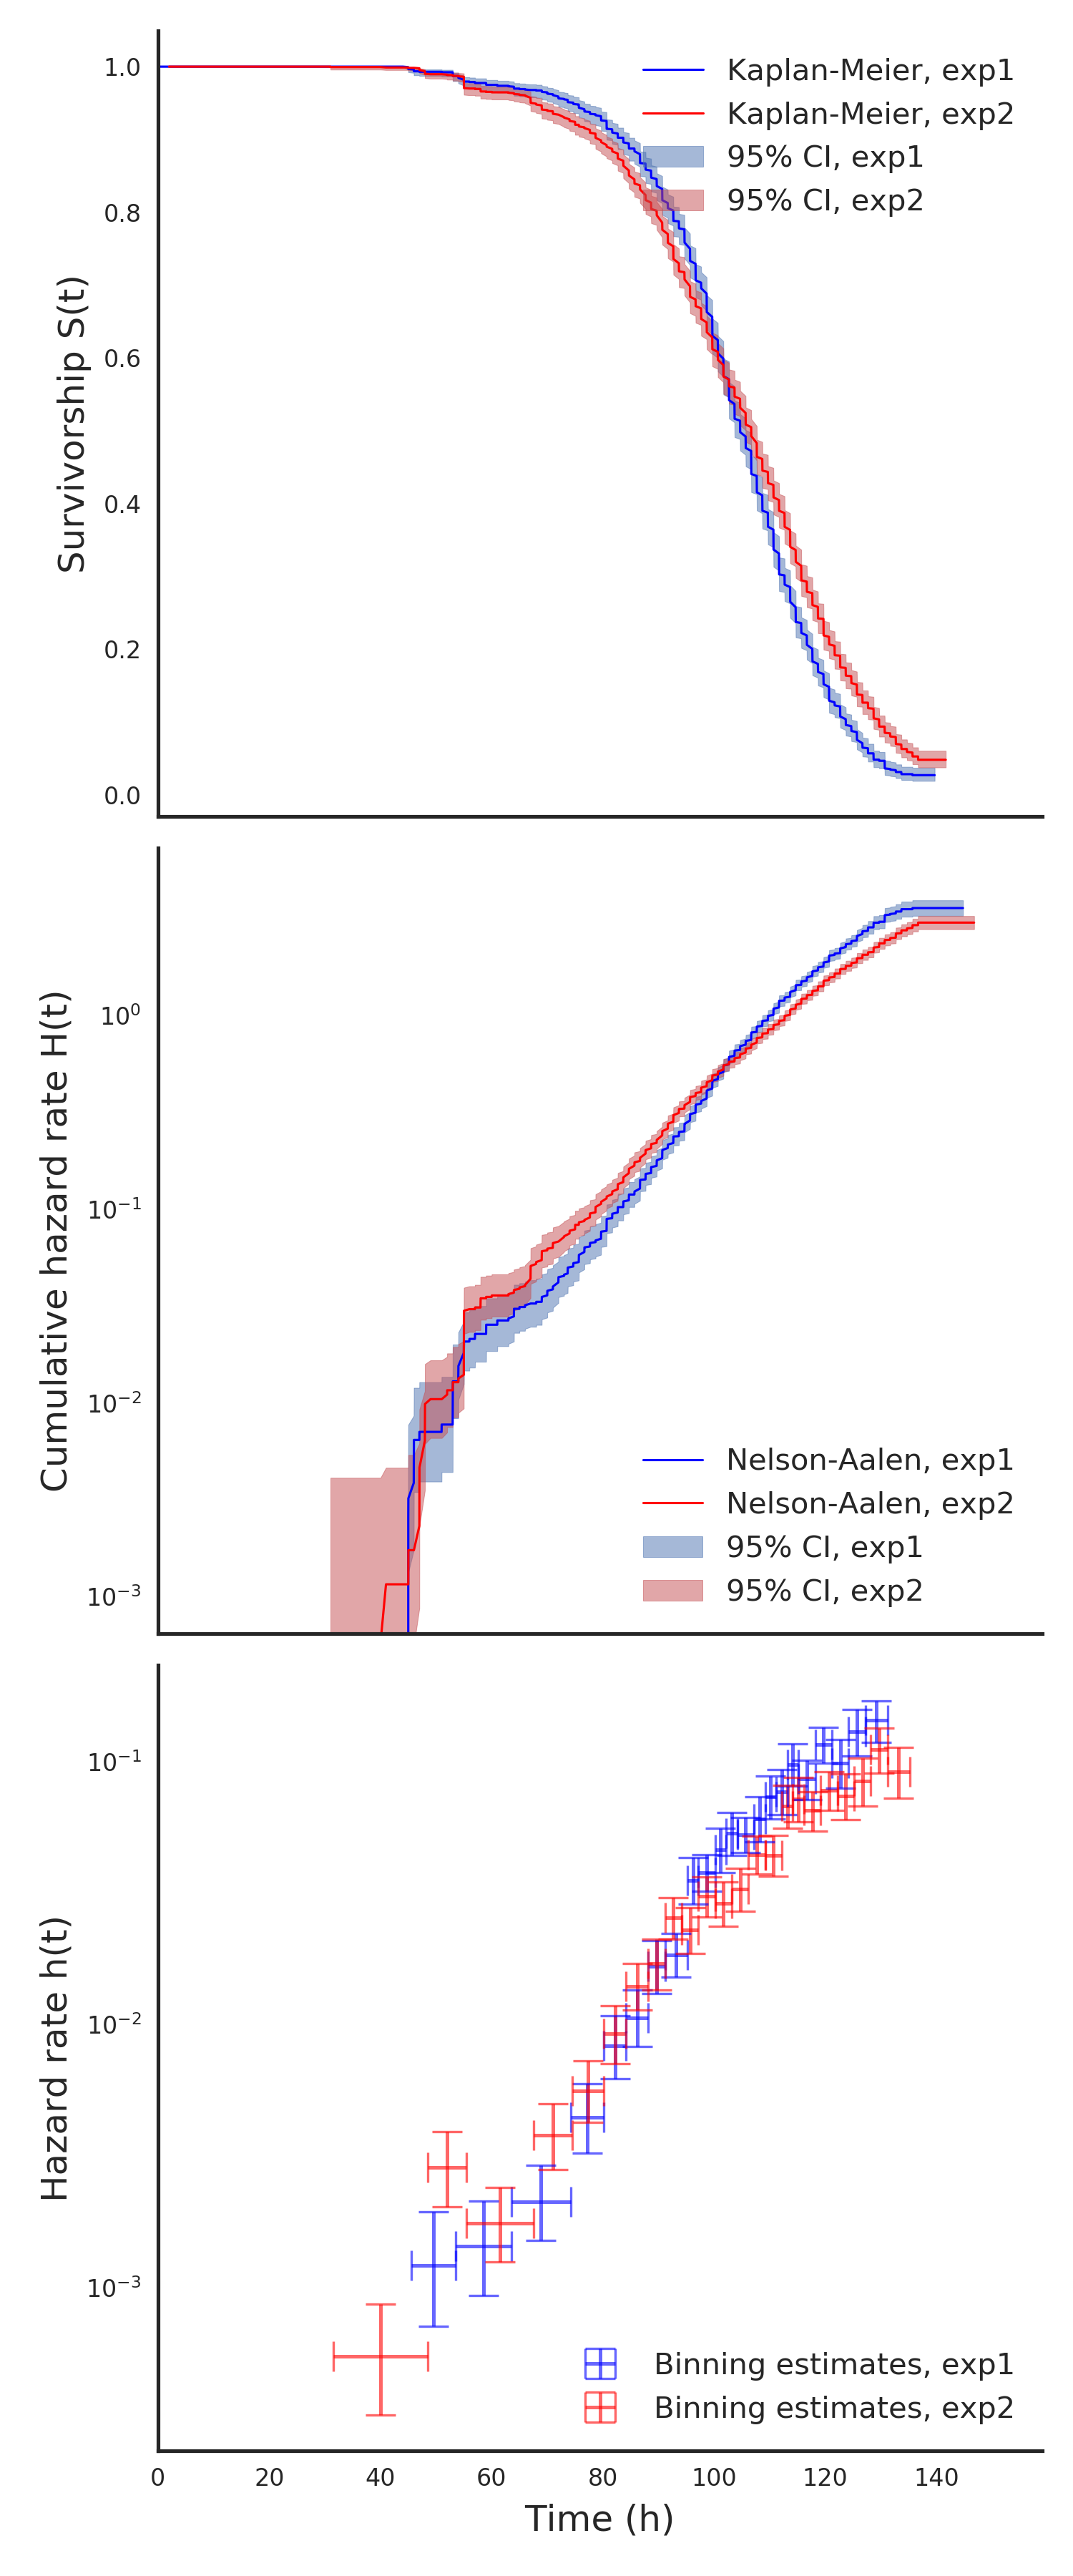 1.0
0.8
0.6
0.4
0.2
0.0
Survivorship S(t)
Kaplan-Meier, exp1
Kaplan-Meier, exp2
95% CI, exp1
95% CI, exp2
10⁰
10⁻¹
10⁻²
10⁻³
Cumulative hazard rate H(t)
Nelson-Aalen, exp1
Nelson-Aalen, exp2
95% CI, exp1
95% CI, exp2
10⁻¹
10⁻²
10⁻³
Hazard rate h(t)
Binning estimates, exp1
Binning estimates, exp2
0 20 40 60 80 100 120 140
Time (h)